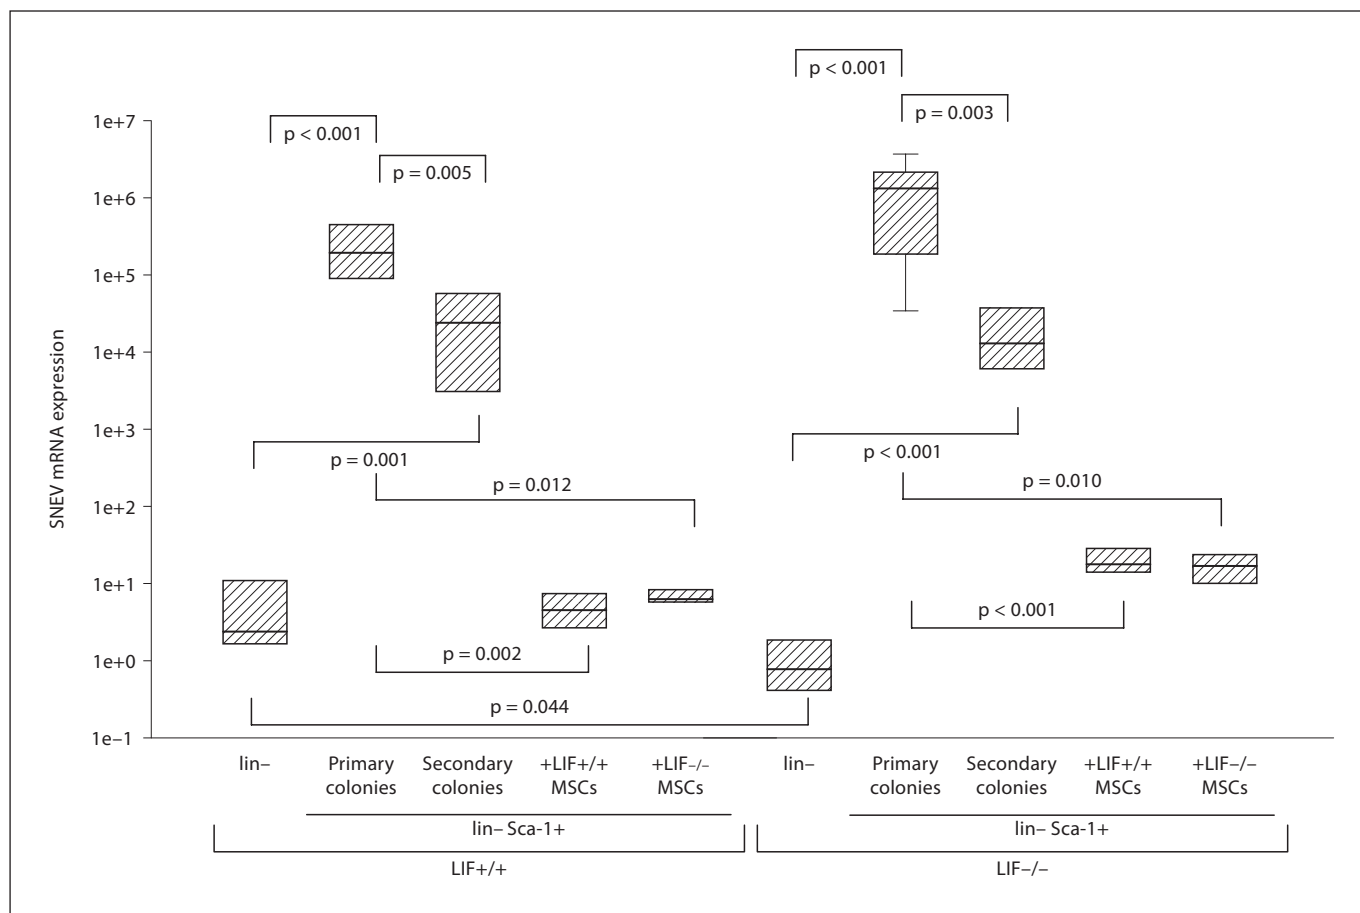 p < 0.001
p = 0.003
1e+7
p < 0.001
p = 0.005
1e+6
1e+5
1e+4
SNEV mRNA expression
1e+3
p = 0.001
p < 0.001
p = 0.012
p = 0.010
1e+2
1e+1
p < 0.001
p = 0.002
1e+0
p = 0.044
1e–1
lin– Primary Secondary +LIF+/+ +LIF–/– lin– Primary Secondary +LIF+/+ +LIF–/–
colonies colonies MSCs MSCs colonies colonies MSCs MSCs
lin– Sca-1+ lin– Sca-1+
LIF+/+ LIF–/–